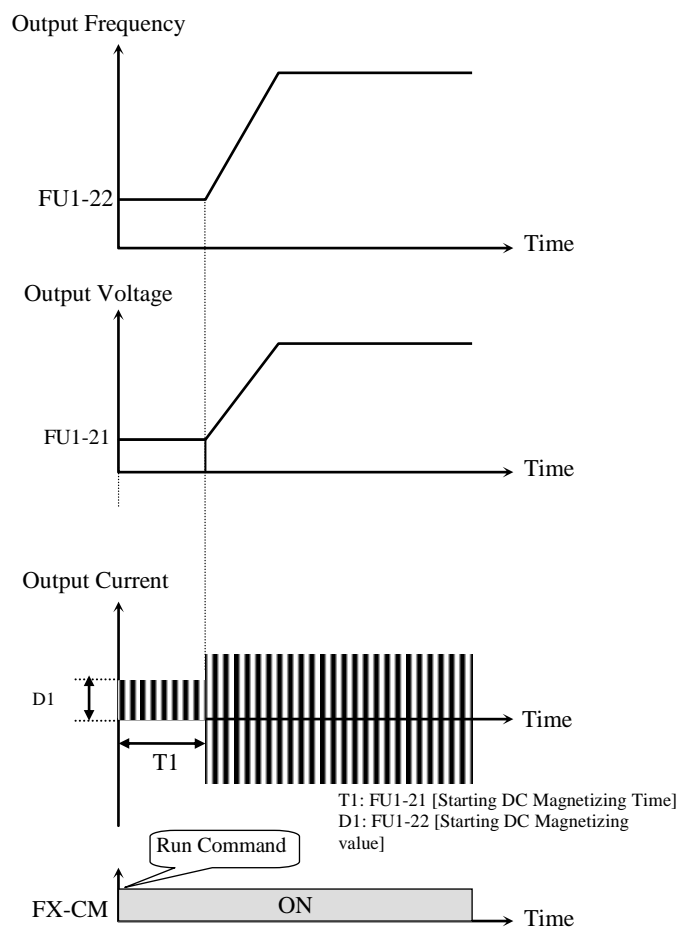 Output Frequency
FU1-22
Time
Output Voltage
FU1-21
Time
Output Current
D1
Time
T1
T1: FU1-21 [Starting DC Magnetizing Time]
D1: FU1-22 [Starting DC Magnetizing
value]
Run Command
FX-CM
ON
Time